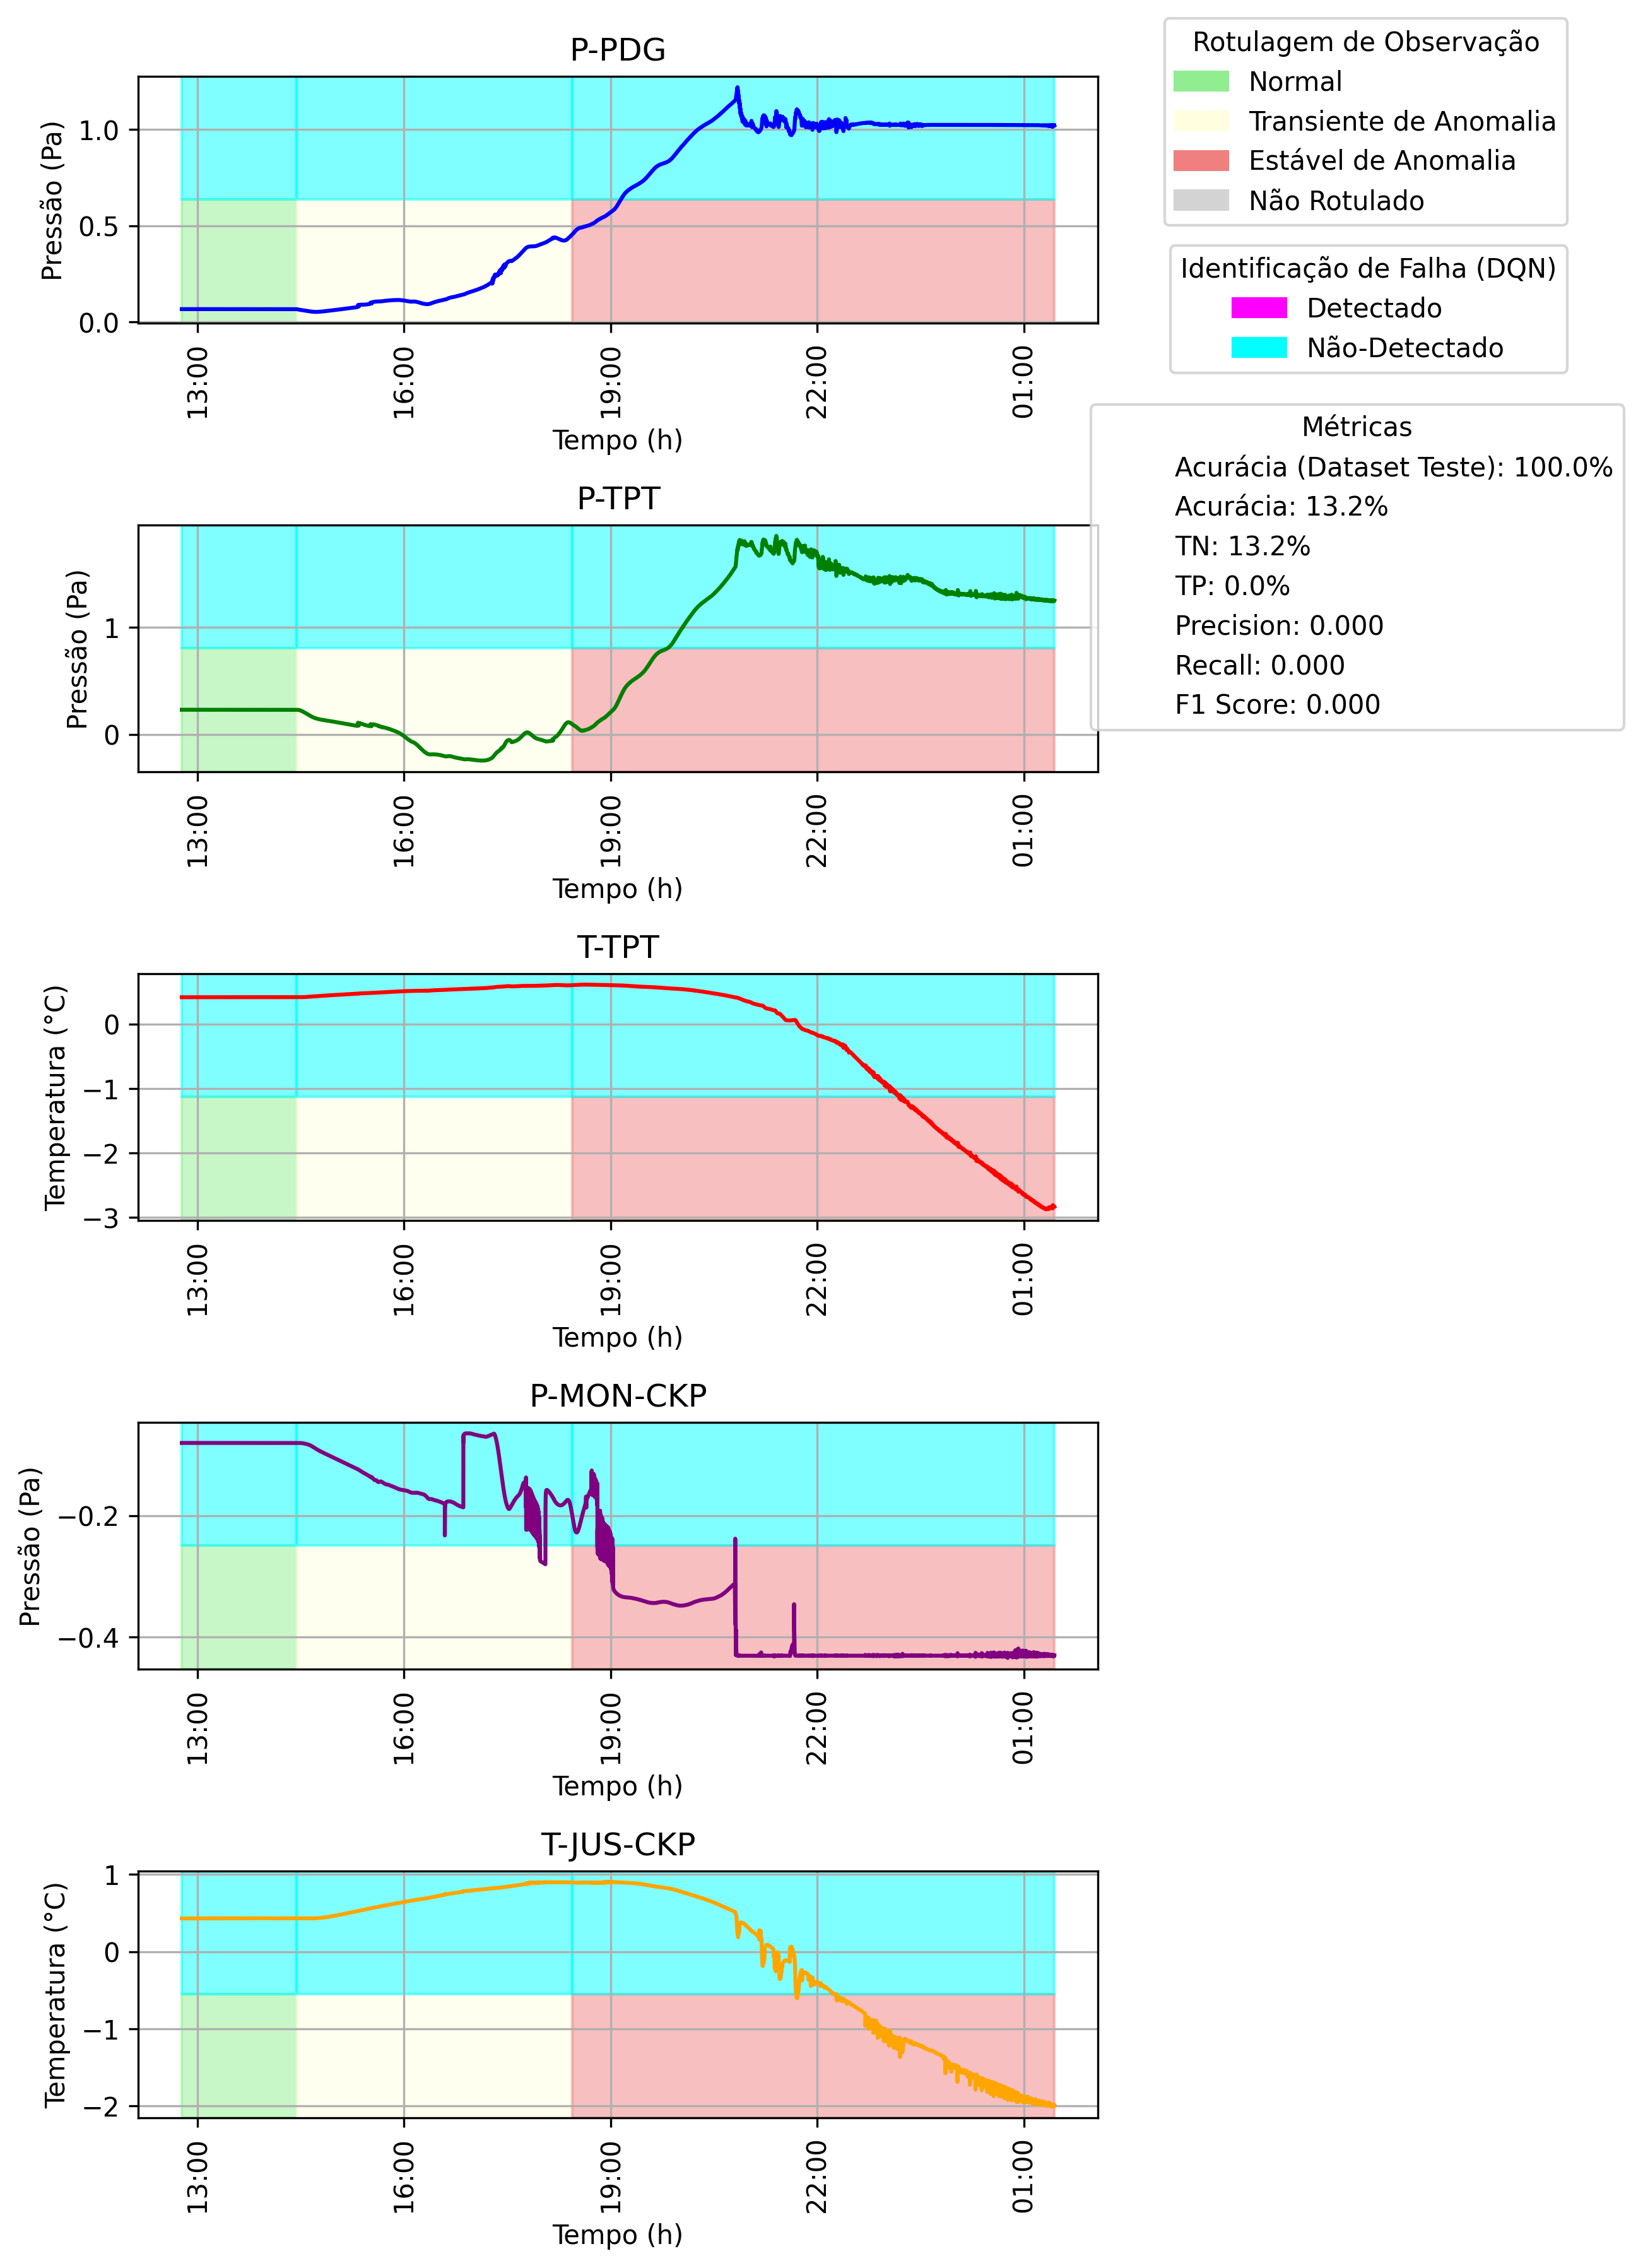 P-PDG
Pressão (Pa)
1.0
0.5
0.0
13:00
16:00
19:00
22:00
01:00
Tempo (h)
Rotulagem de Observação
Normal
Transiente de Anomalia
Estável de Anomalia
Não Rotulado
Identificação de Falha (DQN)
Detectado
Não-Detectado
Métricas
Acurácia (Dataset Teste): 100.0%
Acurácia: 13.2%
TN: 13.2%
TP: 0.0%
Precision: 0.000
Recall: 0.000
F1 Score: 0.000
P-TPT
Pressão (Pa)
1
0
13:00
16:00
19:00
22:00
01:00
Tempo (h)
T-TPT
Temperatura (°C)
0
−1
−2
−3
13:00
16:00
19:00
22:00
01:00
Tempo (h)
P-MON-CKP
Pressão (Pa)
−0.2
−0.4
13:00
16:00
19:00
22:00
01:00
Tempo (h)
T-JUS-CKP
Temperatura (°C)
1
0
−1
−2
13:00
16:00
19:00
22:00
01:00
Tempo (h)